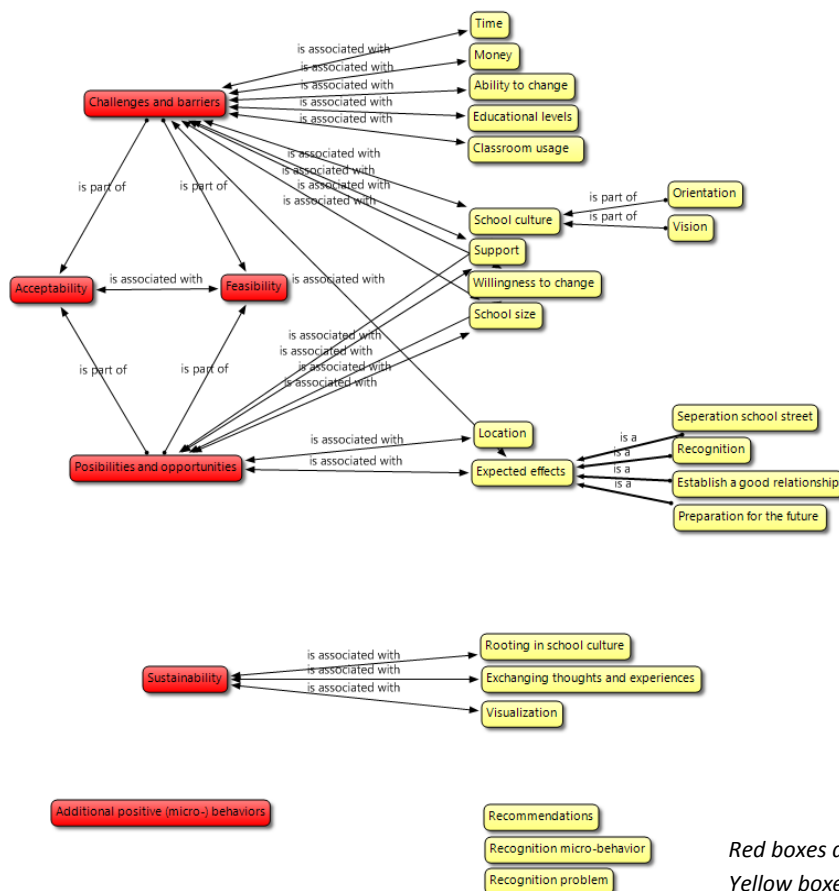 Time
is associated with
Money
is associated with
is associated with
Ability to change
Challenges and barriers
is associated with
Educational levels
is associated with
Classroom usage
is associated with
is associated with
is associated with
is associated with
is part of
is part of
School culture
is part of
Orientation
is part of
Vision
Support
Acceptability
is associated with
Feasibility
is associated with
Willingness to change
School size
is associated with
is associated with
is associated with
is associated with
is part of
is part of
Posibilities and opportunities
is associated with
Location
is associated with
Expected effects
Seperation school street
is a
is a
Recognition
is a
Establish a good relationship
is a
Preparation for the future
Sustainability
is associated with
Rooting in school culture
is associated with
Exchanging thoughts and experiences
is associated with
Visualization
Additional positive (micro-) behaviors
Recommendations
Recognition micro-behavior
Recognition problem
Red boxes
Yellow boxe